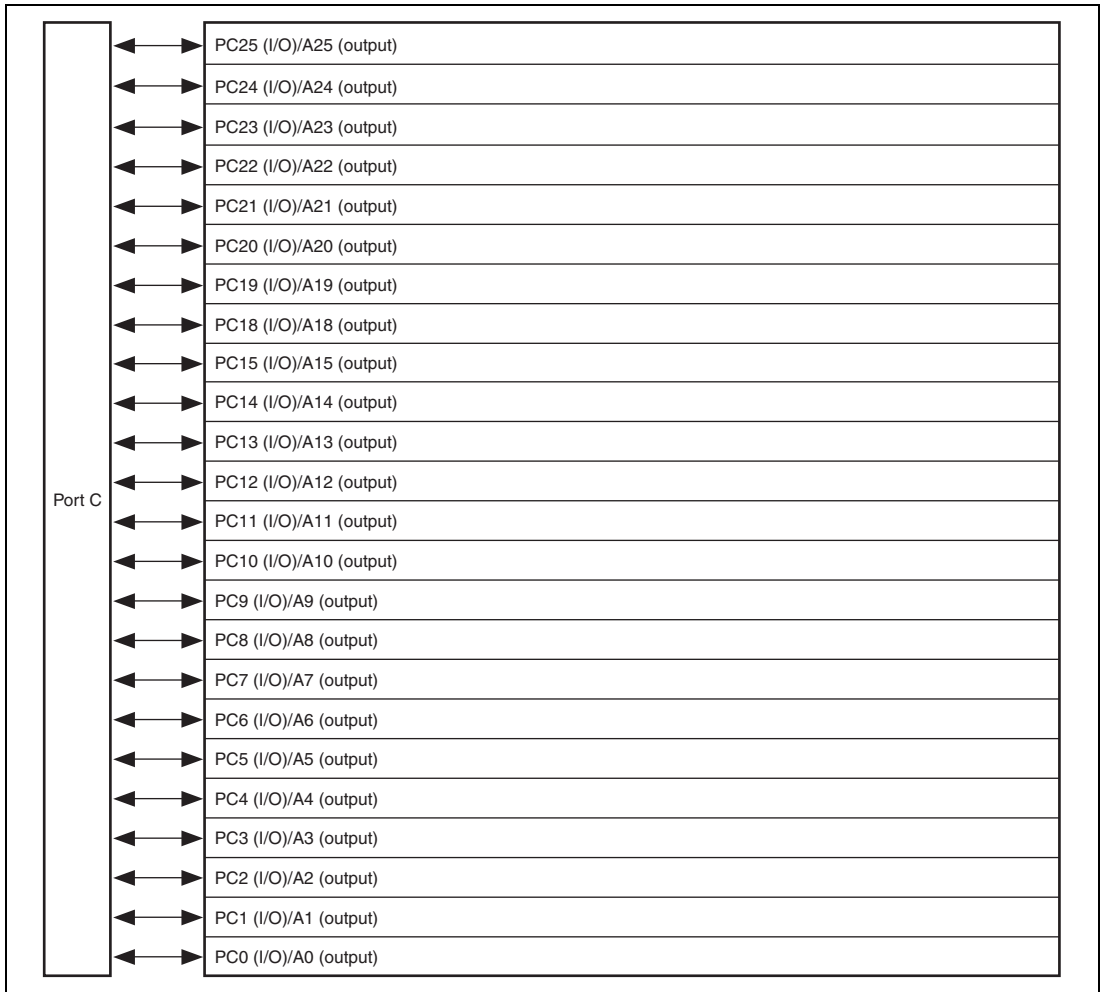 PC25 (I/O)/A25 (output)
PC24 (I/O)/A24 (output)
PC23 (I/O)/A23 (output)
PC22 (I/O)/A22 (output)
PC21 (I/O)/A21 (output)
PC20 (I/O)/A20 (output)
PC19 (I/O)/A19 (output)
PC18 (I/O)/A18 (output)
PC15 (I/O)/A15 (output)
PC14 (I/O)/A14 (output)
PC13 (I/O)/A13 (output)
PC12 (I/O)/A12 (output)
Port C
PC11 (I/O)/A11 (output)
PC10 (I/O)/A10 (output)
PC9 (I/O)/A9 (output)
PC8 (I/O)/A8 (output)
PC7 (I/O)/A7 (output)
PC6 (I/O)/A6 (output)
PC5 (I/O)/A5 (output)
PC4 (I/O)/A4 (output)
PC3 (I/O)/A3 (output)
PC2 (I/O)/A2 (output)
PC1 (I/O)/A1 (output)
PC0 (I/O)/A0 (output)